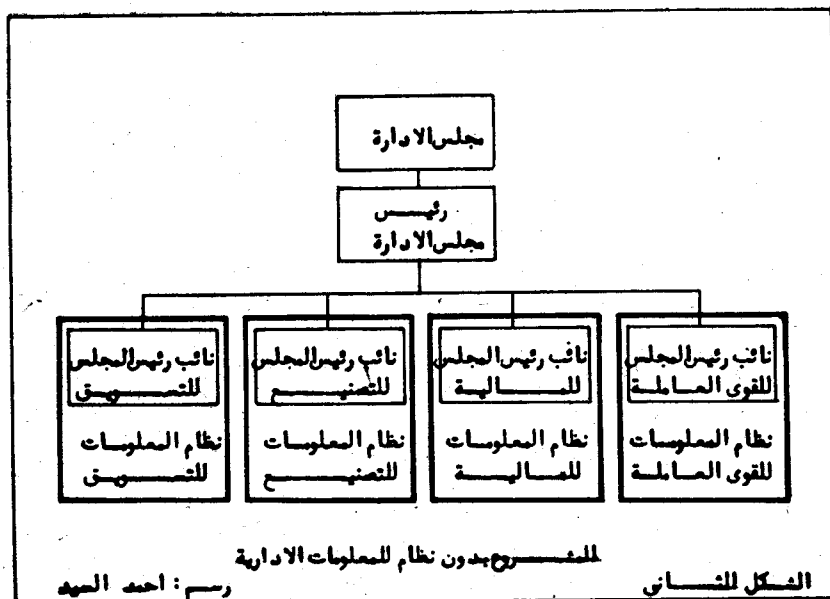 مجلس الادارة
رئيس
مجلس الادارة
نائب رئيس المجلس
للقوى العاملة
نظام المعلومات
للقوى العاملة
نائب رئيس المجلس
للمالية
نظام المعلومات
للمالية
نائب رئيس المجلس
للتصنيع
نظام المعلومات
للتصنيع
نائب رئيس المجلس
للتسويق
نظام المعلومات
للتسويق
المشروع بدون نظام للمعلومات الادارية
الشكل الثاني
رسم : احمد السيد